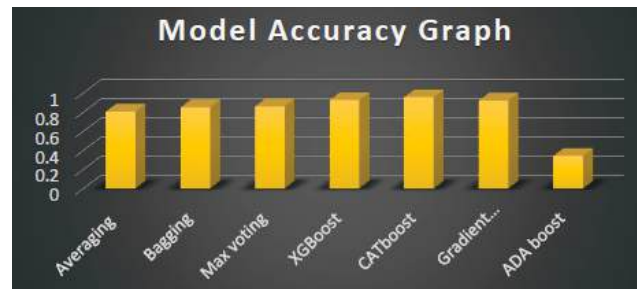 Model Accuracy Graph
1
0.8
0.6
0.4
0.2
0
Averaging
Bagging
Max voting
XGBoost
CATboost
Gradient...
ADA boost